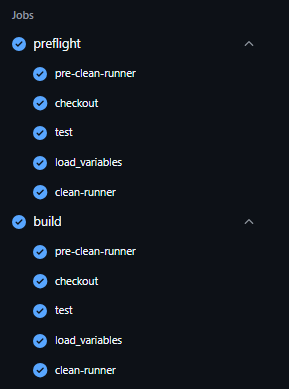 Jobs
preflight
pre-clean-runner
checkout
test
load_variables
clean-runner
build
pre-clean-runner
checkout
test
load_variables
clean-runner